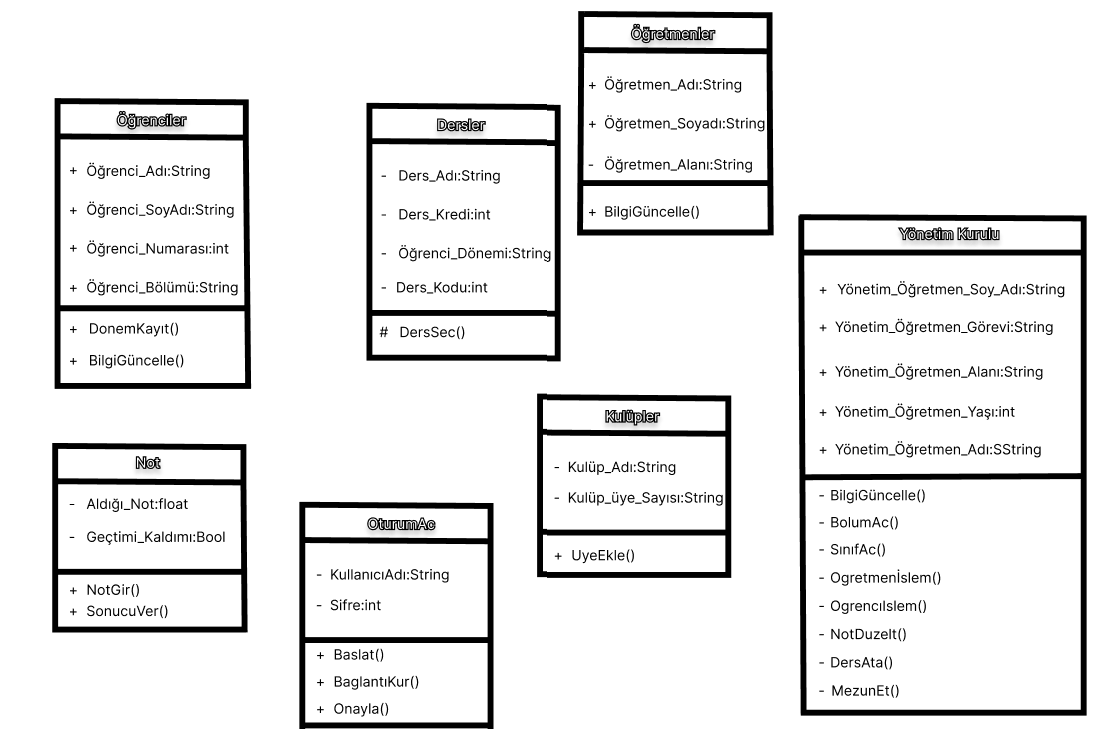 Öğrenciler
+ Öğrenci_Adı:String
+ Öğrenci_SoyAdı:String
+ Öğrenci_Numarası:int
+ Öğrenci_Bölümü:String
+ DonemKayıt()
+ BilgiGüncelle()
Dersler
- Ders_Adı:String
- Ders_Kredi:int
- Öğrenci_Dönemi:String
- Ders_Kodu:int
# DersSec()
Öğretmenler
+ Öğretmen_Adı:String
+ Öğretmen_Soyadı:String
- Öğretmen_Alanı:String
+ BilgiGüncelle()
Yönetim Kurulu
+ Yönetim_Öğretmen_Soy_Adı:String
+ Yönetim_Öğretmen_Görevi:String
+ Yönetim_Öğretmen_Alanı:String
+ Yönetim_Öğretmen_Yaşı:int
+ Yönetim_Öğretmen_Adı:SString
- BilgiGüncelle()
- BolumAc()
- SınıfAc()
- Ogretmenİslem()
- OgrencıIslem()
- NotDuzelt()
- DersAta()
- MezunEt()
Not
- Aldığı_Not:float
- Geçtimi_Kaldımı:Bool
+ NotGir()
+ SonucuVer()
OturumAc
- KullanıcıAdı:String
- Sifre:int
+ Baslat()
+ BaglantıKur()
+ Onayla()
Kulüpler
- Kulüp_Adı:String
- Kulüp_üye_Sayısı:String
+ UyeEkle()